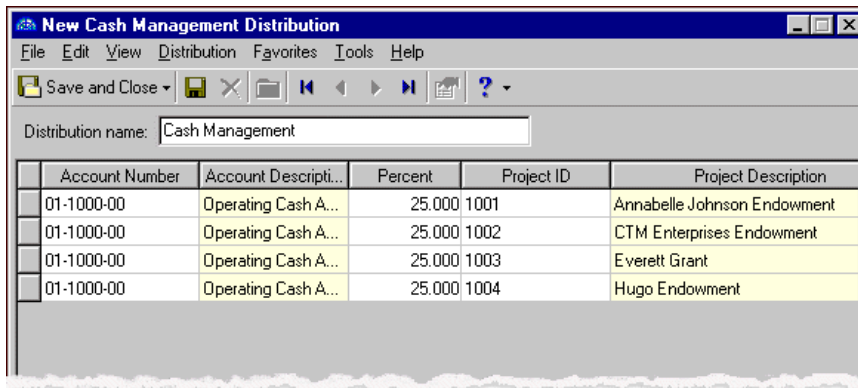 New Cash Management Distribution
File Edit View Distribution Favorites Tools Help
Save and Close ?
Distribution name: Cash Management
Account Number Account Descripti... Percent Project ID Project Description
01-1000-00 Operating Cash A... 25.000 1001 Annabelle Johnson Endowment
01-1000-00 Operating Cash A... 25.000 1002 CTM Enterprises Endowment
01-1000-00 Operating Cash A... 25.000 1003 Everett Grant
01-1000-00 Operating Cash A... 25.000 1004 Hugo Endowment